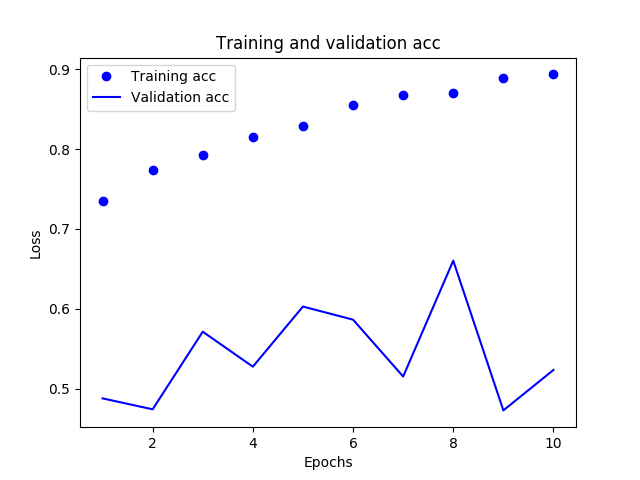 Training and validation acc
Training acc
Validation acc
0.9
0.8
0.7
0.6
0.5
Loss
2
4
6
8
10
Epochs